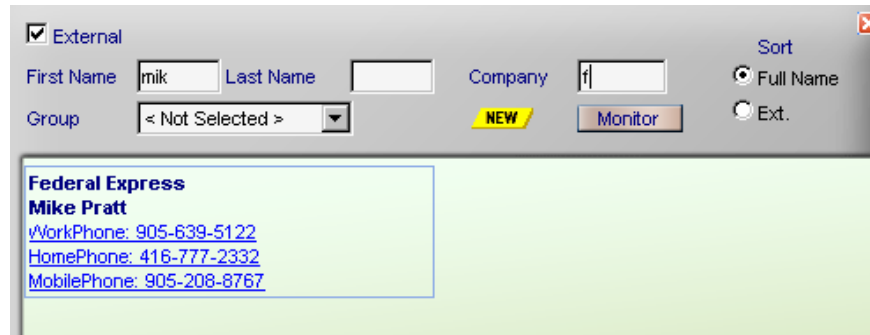 External
Sort
First Name mik Last Name Company f Full Name
Group < Not Selected > NEW Monitor Ext.
Federal Express
Mike Pratt
WorkPhone: 905-639-5122
HomePhone: 416-777-2332
MobilePhone: 905-208-8767